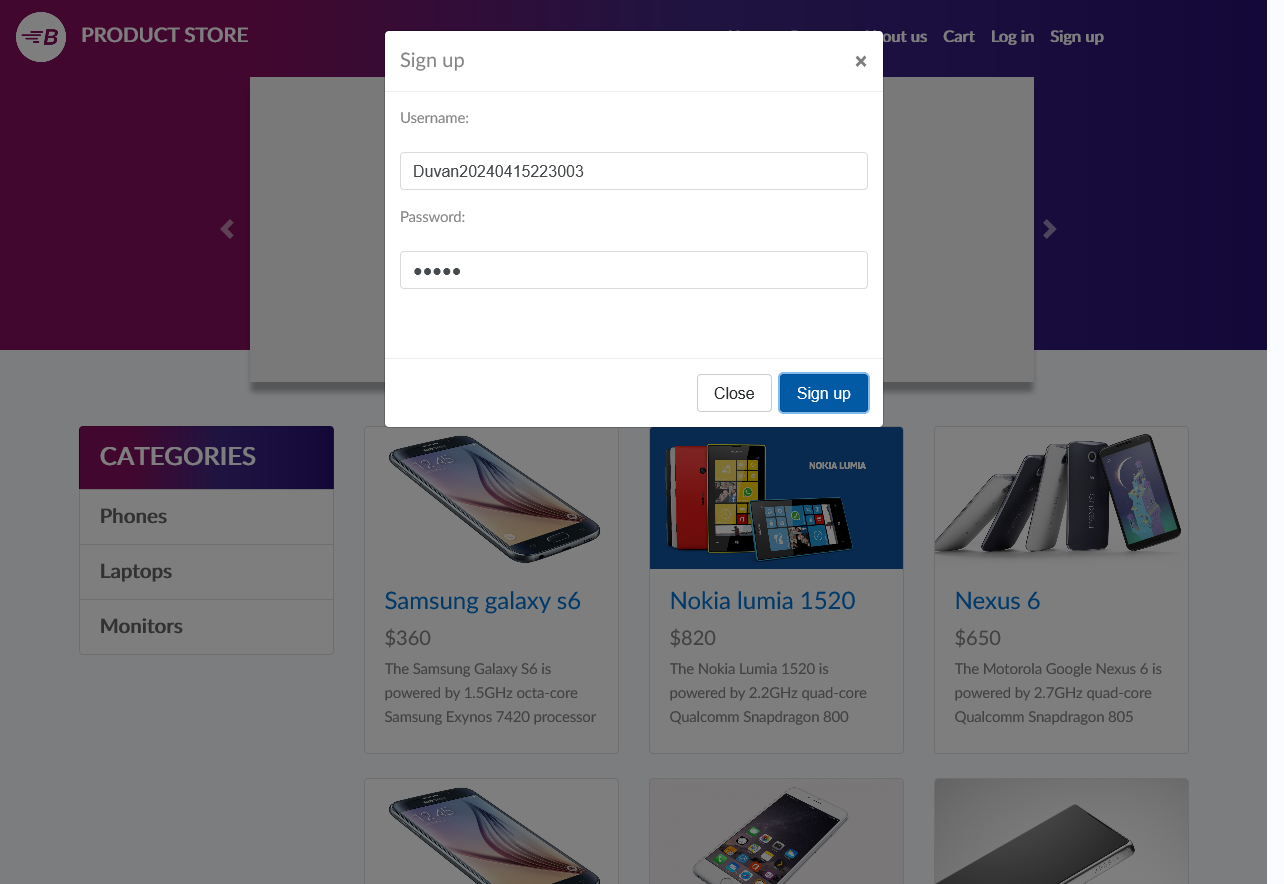 B PRODUCT STORE
out us Cart Log in Sign up
Sign up
×
Username:
Duvan20240415223003
Password:
●●●●●
Close Sign up
CATEGORIES
Phones
Laptops
Monitors
NOKIA LUMIA
Samsung galaxy s6
$360
The Samsung Galaxy S6 is
powered by 1.5GHz octa-core
Samsung Exynos 7420 processor
Nokia lumia 1520
$820
The Nokia Lumia 1520 is
powered by 2.2GHz quad-core
Qualcomm Snapdragon 800
Nexus 6
$650
The Motorola Google Nexus 6 is
powered by 2.7GHz quad-core
Qualcomm Snapdragon 805